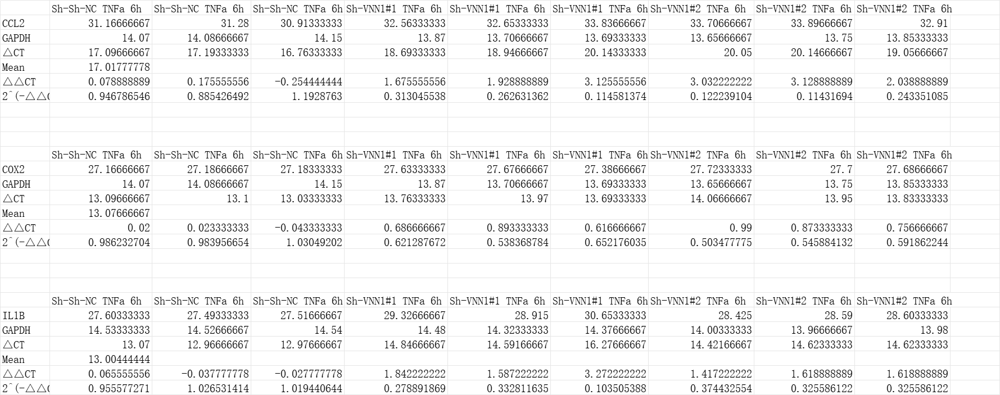 Sh-Sh-NC TNFa 6h Sh-Sh-NC TNFa 6h Sh-Sh-NC TNFa 6h Sh-VNN1#1 TNFa 6h Sh-VNN1#1 TNFa 6h Sh-VNN1#1 TNFa 6h Sh-VNN1#2 TNFa 6h Sh-VNN1#2 TNFa 6h Sh-VNN1#2 TNFa 6h
CCL2 31.16666667 31.28 30.91333333 32.56333333 32.65333333 33.83666667 33.70666667 33.89666667 32.91
GAPDH 14.07 14.08666667 14.15 13.87 13.70666667 13.69333333 13.65666667 13.75 13.85333333
△CT 17.09666667 17.19333333 16.76333333 18.69333333 18.94666667 20.14333333 20.05 20.14666667 19.05666667
Mean 17.01777778
△△CT 0.078888889 0.175555556 -0.254444444 1.675555556 1.928888889 3.125555556 3.032222222 3.128888889 2.038888889
2^(-△△C 0.946786546 0.885426492 1.1928763 0.313045538 0.262631362 0.114581374 0.122239104 0.11431694 0.243351085
Sh-Sh-NC TNFa 6h Sh-Sh-NC TNFa 6h Sh-Sh-NC TNFa 6h Sh-VNN1#1 TNFa 6h Sh-VNN1#1 TNFa 6h Sh-VNN1#1 TNFa 6h Sh-VNN1#2 TNFa 6h Sh-VNN1#2 TNFa 6h Sh-VNN1#2 TNFa 6h
COX2 27.16666667 27.18666667 27.18333333 27.63333333 27.67666667 27.38666667 27.72333333 27.7 27.68666667
GAPDH 14.07 14.08666667 14.15 13.87 13.70666667 13.69333333 13.65666667 13.75 13.85333333
△CT 13.09666667 13.1 13.03333333 13.76333333 13.97 13.69333333 14.06666667 13.95 13.83333333
Mean 13.07666667
△△CT 0.02 0.023333333 -0.043333333 0.686666667 0.893333333 0.616666667 0.99 0.873333333 0.756666667
2^(-△△C 0.986232704 0.983956654 1.03049202 0.621287672 0.538368784 0.652176035 0.503477775 0.545884132 0.591862244
Sh-Sh-NC TNFa 6h Sh-Sh-NC TNFa 6h Sh-Sh-NC TNFa 6h Sh-VNN1#1 TNFa 6h Sh-VNN1#1 TNFa 6h Sh-VNN1#1 TNFa 6h Sh-VNN1#2 TNFa 6h Sh-VNN1#2 TNFa 6h Sh-VNN1#2 TNFa 6h
IL1B 27.60333333 27.49333333 27.51666667 29.32666667 28.915 30.65333333 28.425 28.59 28.60333333
GAPDH 14.53333333 14.52666667 14.54 14.48 14.32333333 14.37666667 14.00333333 13.96666667 13.98
△CT 13.07 12.96666667 12.97666667 14.84666667 14.59166667 16.27666667 14.42166667 14.62333333 14.62333333
Mean 13.00444444
△△CT 0.065555556 -0.037777778 -0.027777778 1.842222222 1.587222222 3.272222222 1.417222222 1.618888889 1.618888889
2^(-△△C 0.955577271 1.026531414 1.019440644 0.278891869 0.332811635 0.103505388 0.374432554 0.325586122 0.325586122